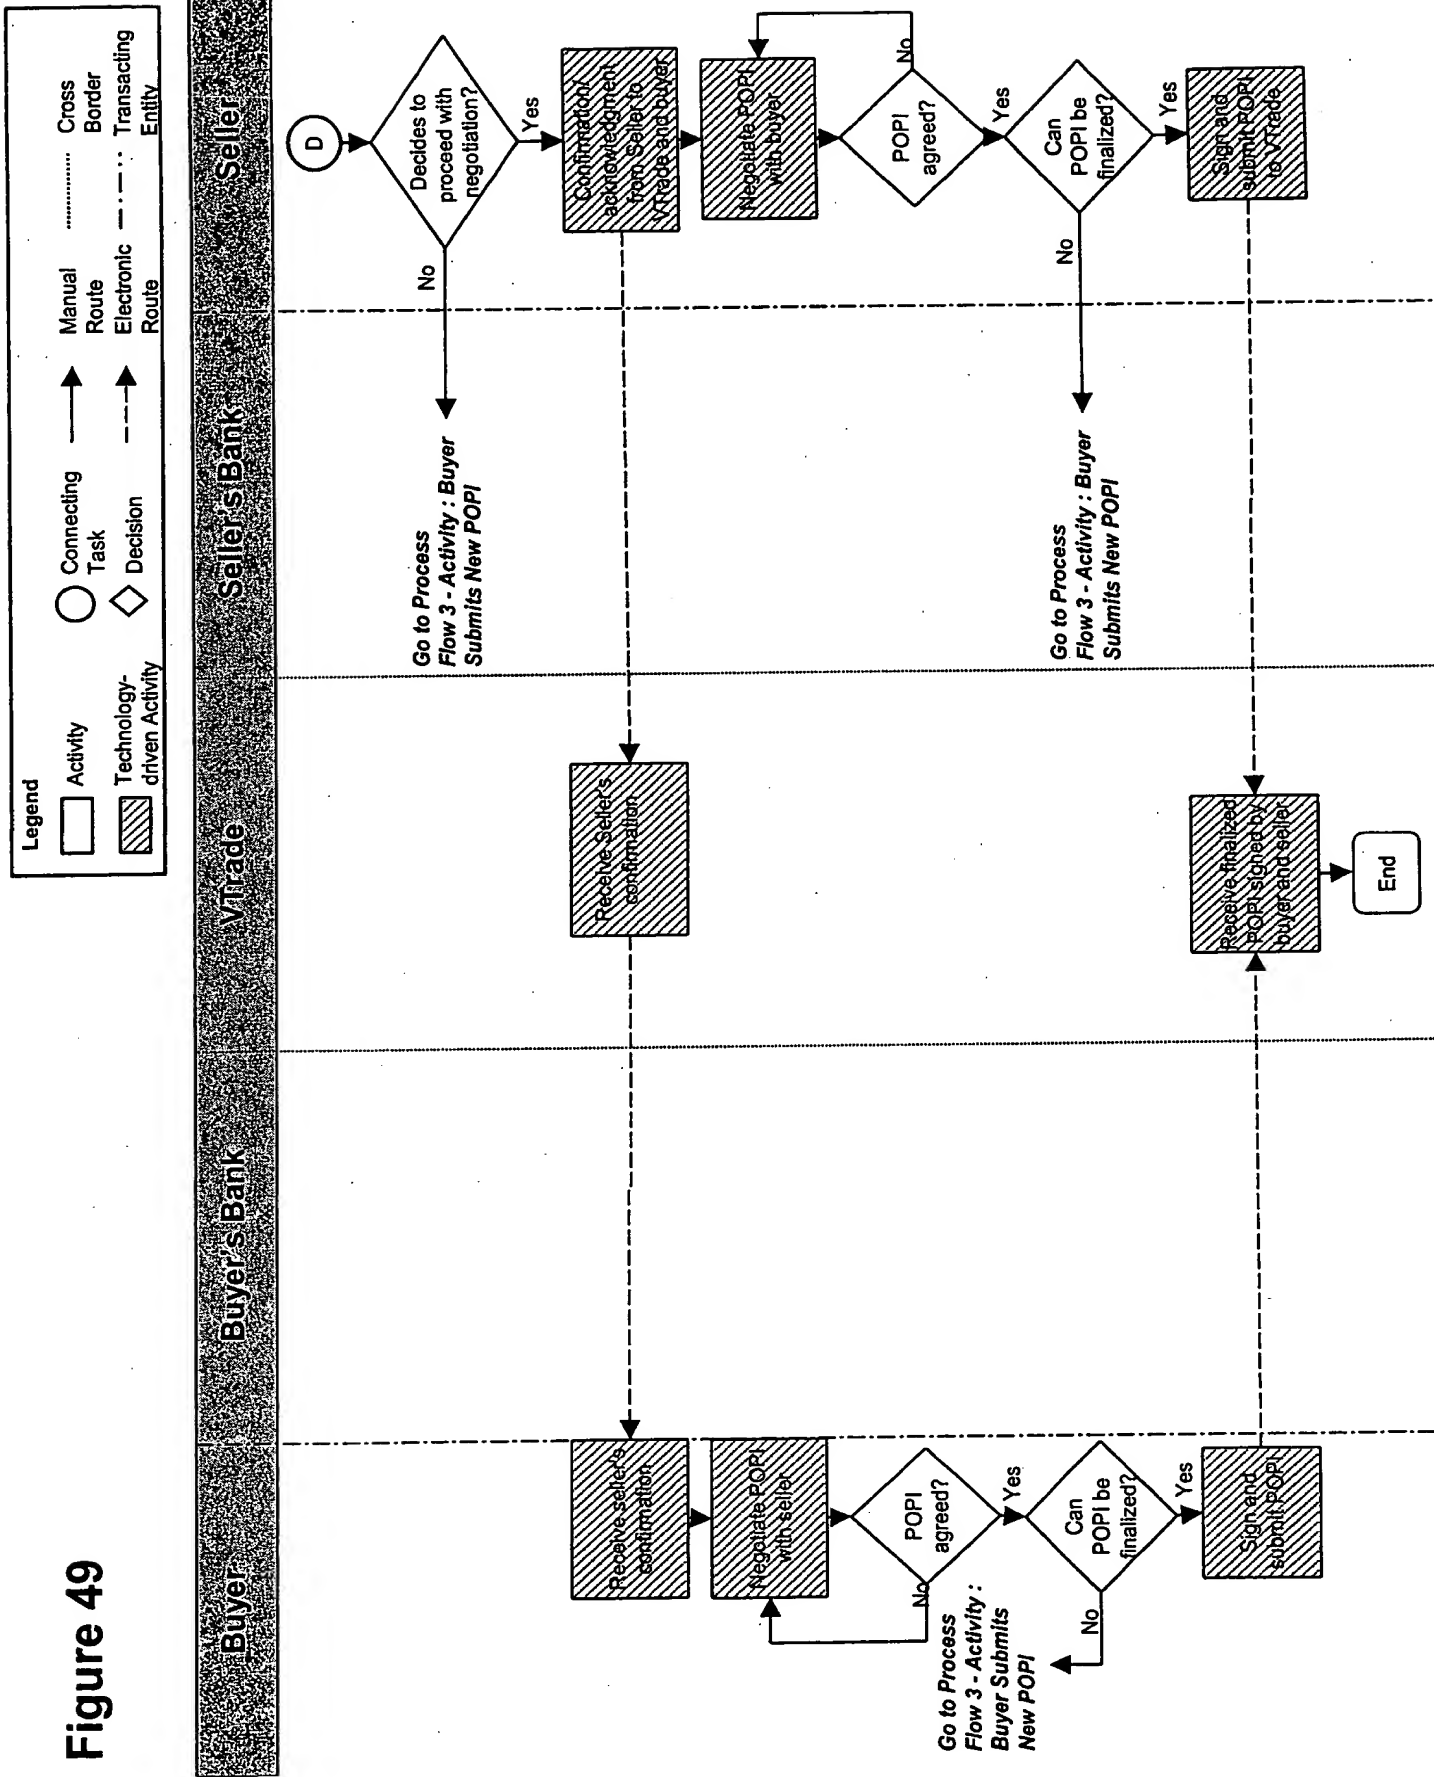 Figure 49
Legend
Activity
Technology-
driven Activity
Connecting
Task
Decision
Manual
Route
Electronic
Route
Cross
Border
Transacting
Entity
Buyer
Buyer's Bank
VTrade
Seller's Bank
Seller
D
Decides to
proceed with
negotiation?
No
Yes
Go to Process
Flow 3 - Activity : Buyer
Submits New POPI
Confirmation/
acknowledgment
from Seller to
VTrade and buyer
Receive Seller's
confirmation
Receive seller's
confirmation
Negotiate POPI
with seller
Negotiate POPI
with buyer
POPI
agreed?
No
Yes
POPI
agreed?
No
Yes
Can
POPI be
finalized?
No
Yes
Go to Process
Flow 3 - Activity :
Buyer Submits
New POPI
Can
POPI be
finalized?
No
Yes
Go to Process
Flow 3 - Activity : Buyer
Submits New POPI
Sign and
submit POPI
Receive finalized
POPI signed by
buyer and seller
Sign and
submit POPI
to VTrade
End